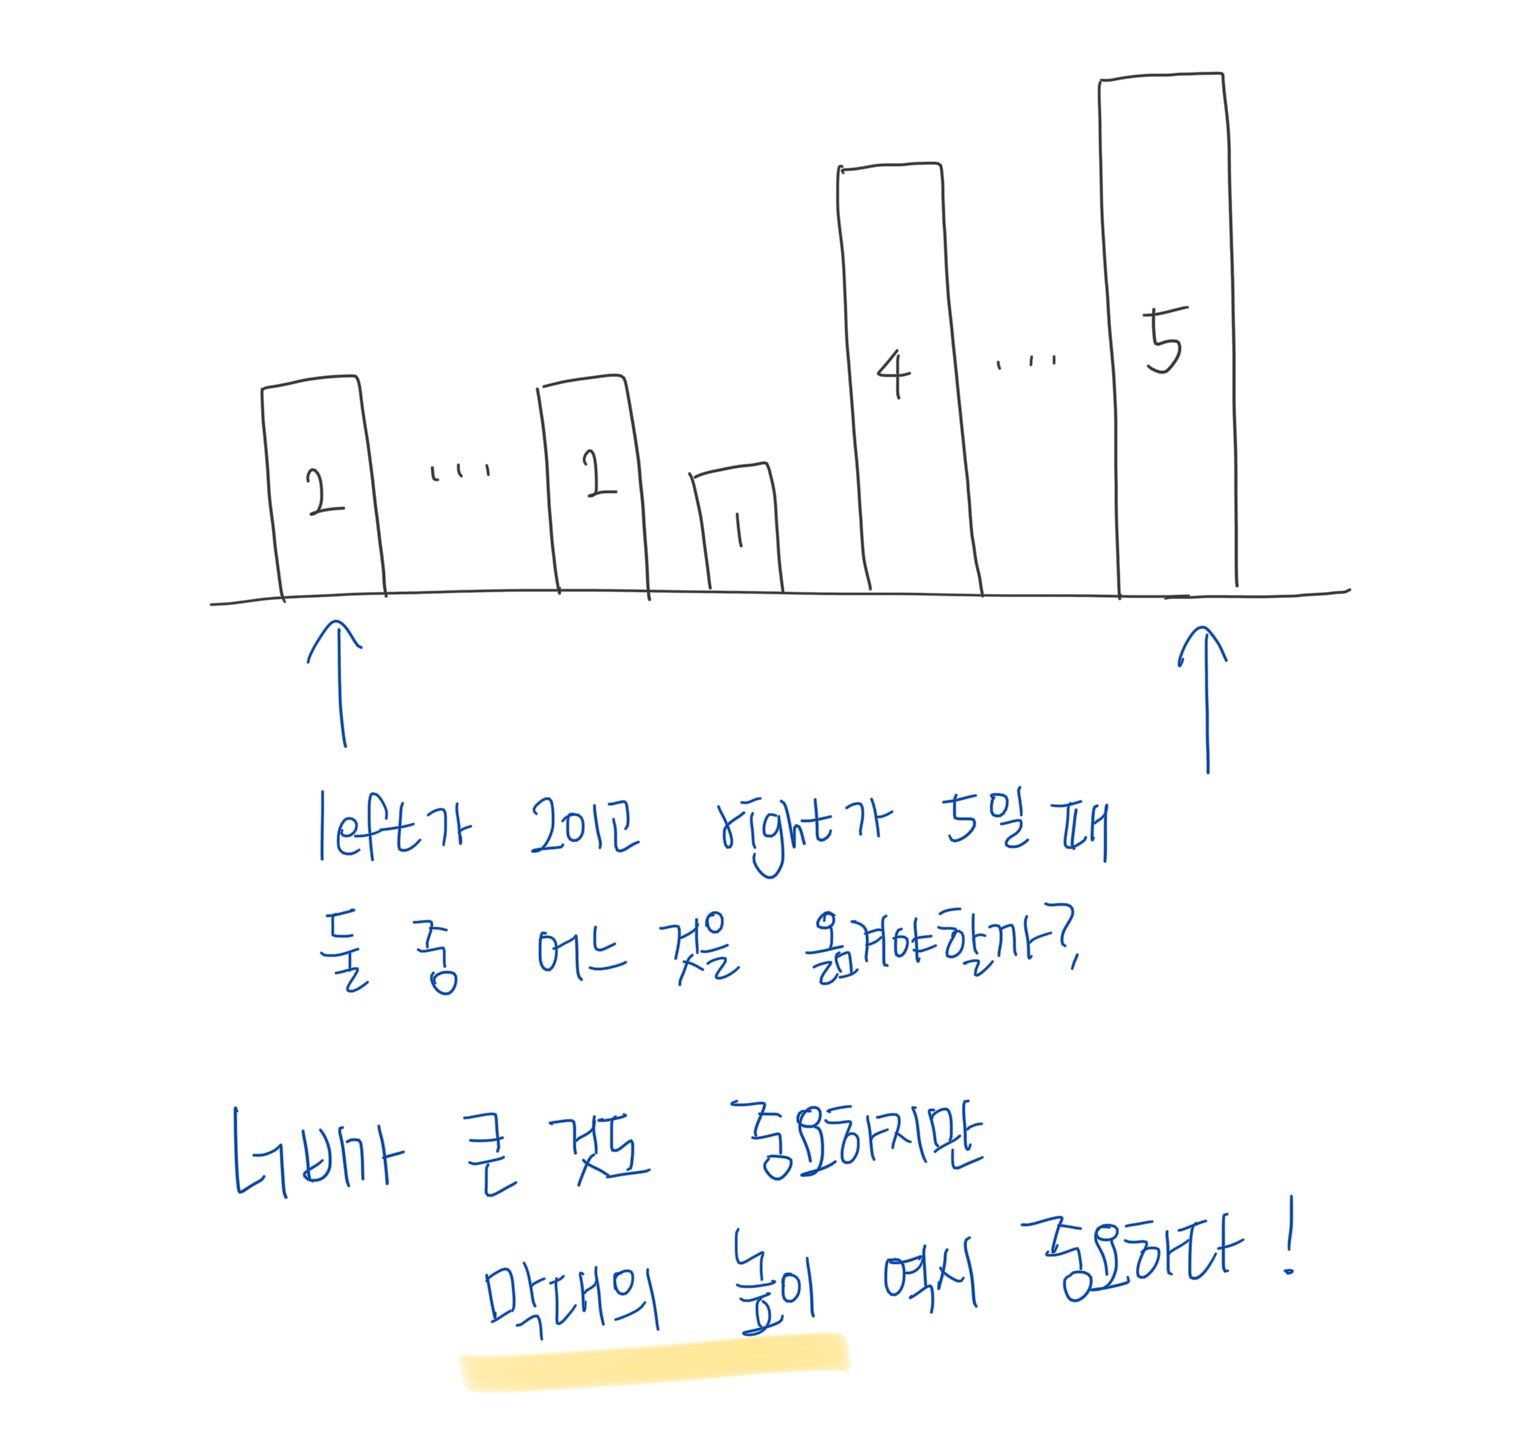 2 ... 2 1 4 ... 5
left가 2이고 right가 5일 때
둘 중 어느 것을 옮겨야할까?
너비가 큰 것도 중요하지만
막대의 높이 역시 중요하다!